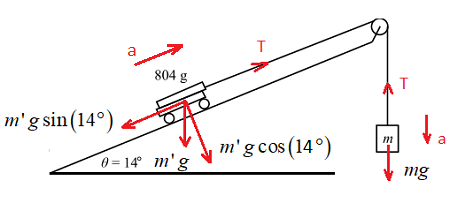 a
T
804 g
m'g sin(14°)
T
θ = 14°
m'g
m'g cos(14°)
m
a
mg